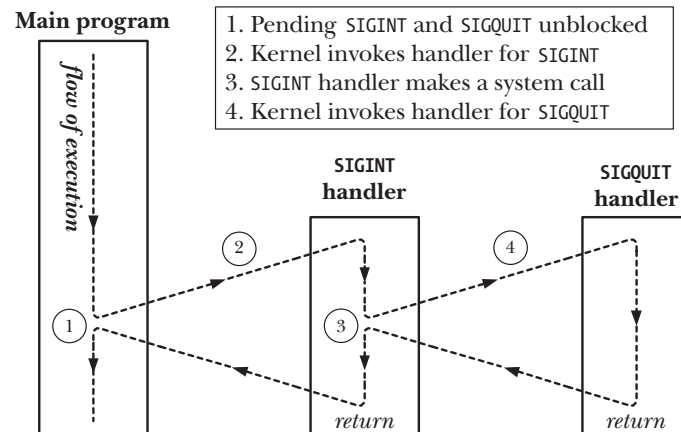 Main program
1. Pending SIGINT and SIGQUIT unblocked
2. Kernel invokes handler for SIGINT
3. SIGINT handler makes a system call
4. Kernel invokes handler for SIGQUIT
flow of execution
SIGINT
handler
SIGQUIT
handler
2
4
1
3
return
return